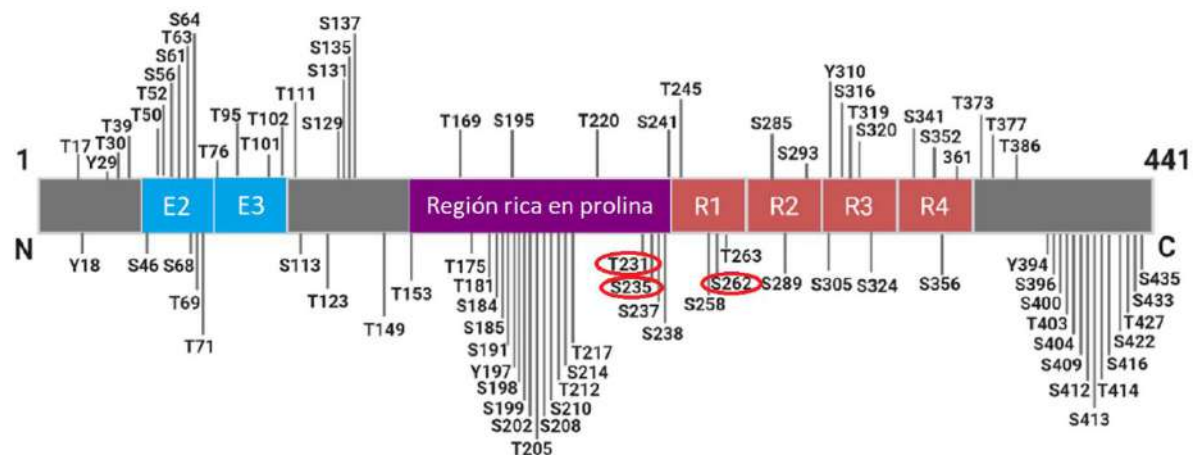 T17
Y29
T30
T39
T50
T52
S56
S61
T63
S64
T76
T95
T101
T102
T111
S129
S131
S135
S137
T169
S195
T220
S241
T245
S285
S293
Y310
S316
T319
S320
S341
S352
361
T373
T377
T386
1
441
E2
E3
Región rica en prolina
R1
R2
R3
R4
N
C
Y18
S46
S68
T69
T71
S113
T123
T149
T153
T175
T181
S184
S185
S191
Y197
S198
S199
S202
T205
S208
S210
T212
S214
T217
T231
S235
S237
S238
S258
S262
T263
S289
S305
S324
S356
Y394
S396
S400
T403
S404
S409
S412
S413
T414
S416
S422
T427
S433
S435